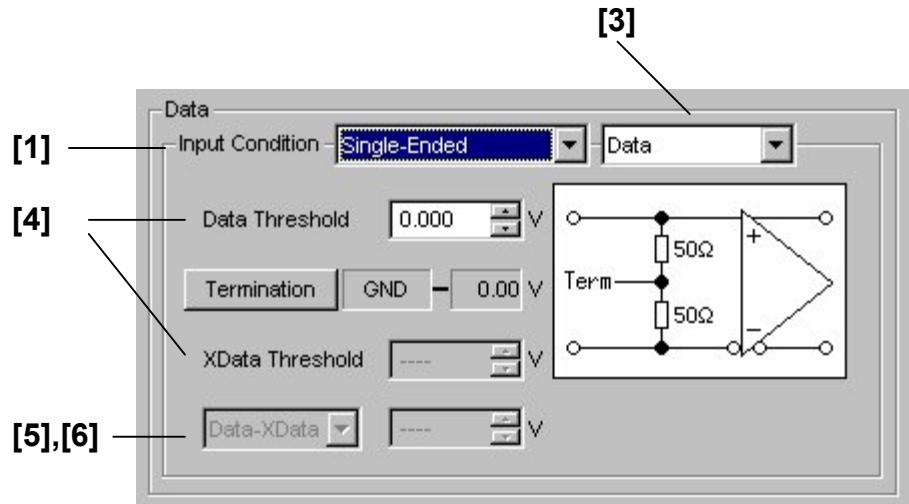 [3]
Data
[1]
Input Condition Single-Ended Data
[4]
Data Threshold 0.000 V
Termination GND 0.00 V
XData Threshold ---- V
[5],[6]
Data-XData ---- V
+
50Ω
Term
50Ω
−